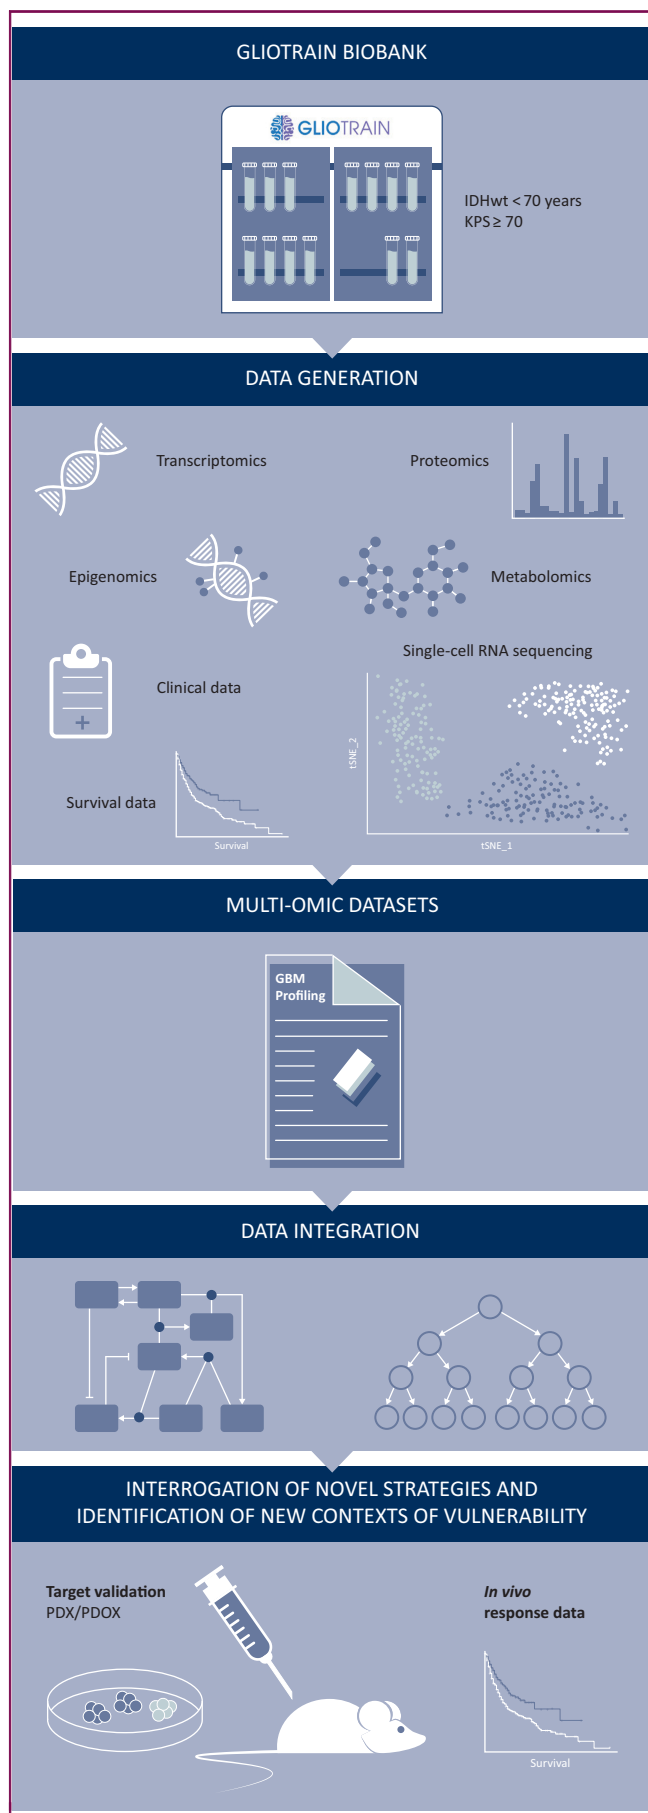 GLIOTRAIN BIOBANK
GLIOTRAIN
IDHwt < 70 years
KPS ≥ 70
DATA GENERATION
Transcriptomics
Proteomics
Epigenomics
Metabolomics
Single-cell RNA sequencing
Clinical data
tSNE_2
Survival data
Survival
tSNE_1
MULTI-OMIC DATASETS
GBM
Profiling
DATA INTEGRATION
INTERROGATION OF NOVEL STRATEGIES AND
IDENTIFICATION OF NEW CONTEXTS OF VULNERABILITY
Target validation
PDX/PDOX
In vivo
response data
Survival